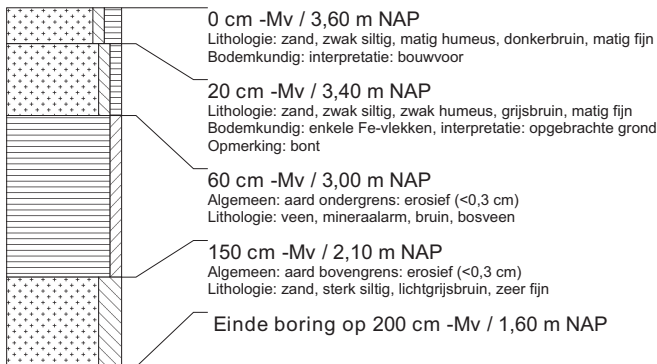 0 cm -Mv / 3,60 m NAP
Lithologie: zand, zwak siltig, matig humeus, donkerbruin, matig fijn
Bodemkundig: interpretatie: bouwvoor
20 cm -Mv / 3,40 m NAP
Lithologie: zand, zwak siltig, zwak humeus, grijsbruin, matig fijn
Bodemkundig: enkele Fe-vlekken, interpretatie: opgebrachte grond
Opmerking: bont
60 cm -Mv / 3,00 m NAP
Algemeen: aard ondergrens: erosief (<0,3 cm)
Lithologie: veen, mineraalarm, bruin, bosveen
150 cm -Mv / 2,10 m NAP
Algemeen: aard bovengrens: erosief (<0,3 cm)
Lithologie: zand, sterk siltig, lichtgrijsbruin, zeer fijn
Einde boring op 200 cm -Mv / 1,60 m NAP